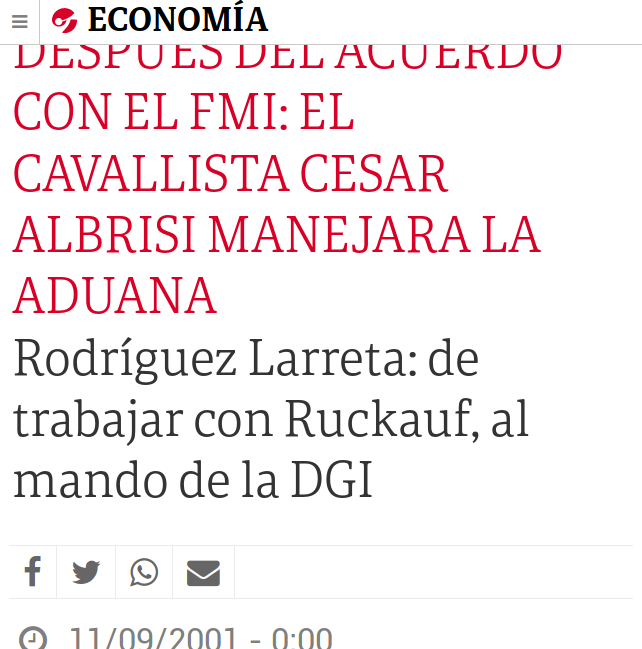 ECONOMÍA
DESPUES DEL ACUERDO
CON EL FMI: EL
CAVALLISTA CESAR
ALBRISI MANEJARA LA
ADUANA
Rodríguez Larreta: de
trabajar con Ruckauf, al
mando de la DGI
11/09/2001 - 0:00